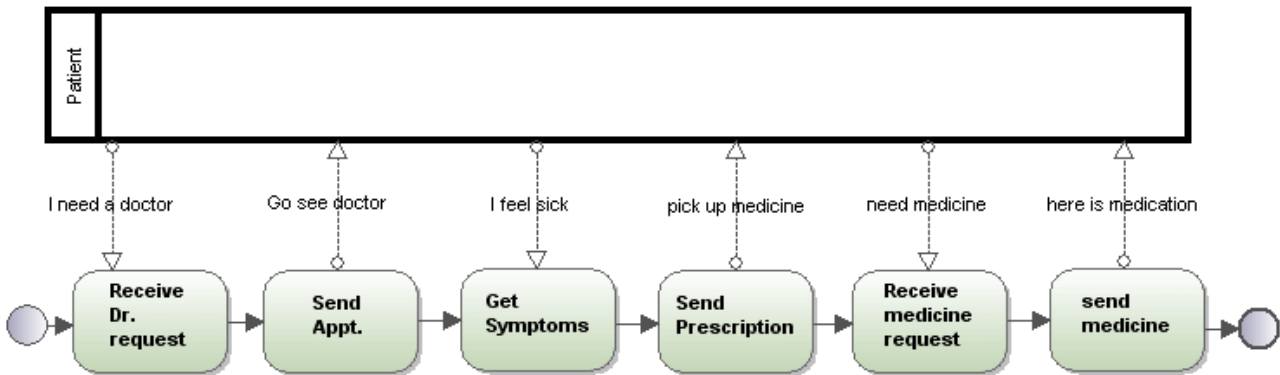 Patient
I need a doctor
Go see doctor
I feel sick
pick up medicine
need medicine
here is medication
Receive
Dr.
request
Send
Appt.
Get
Symptoms
Send
Prescription
Receive
medicine
request
send
medicine